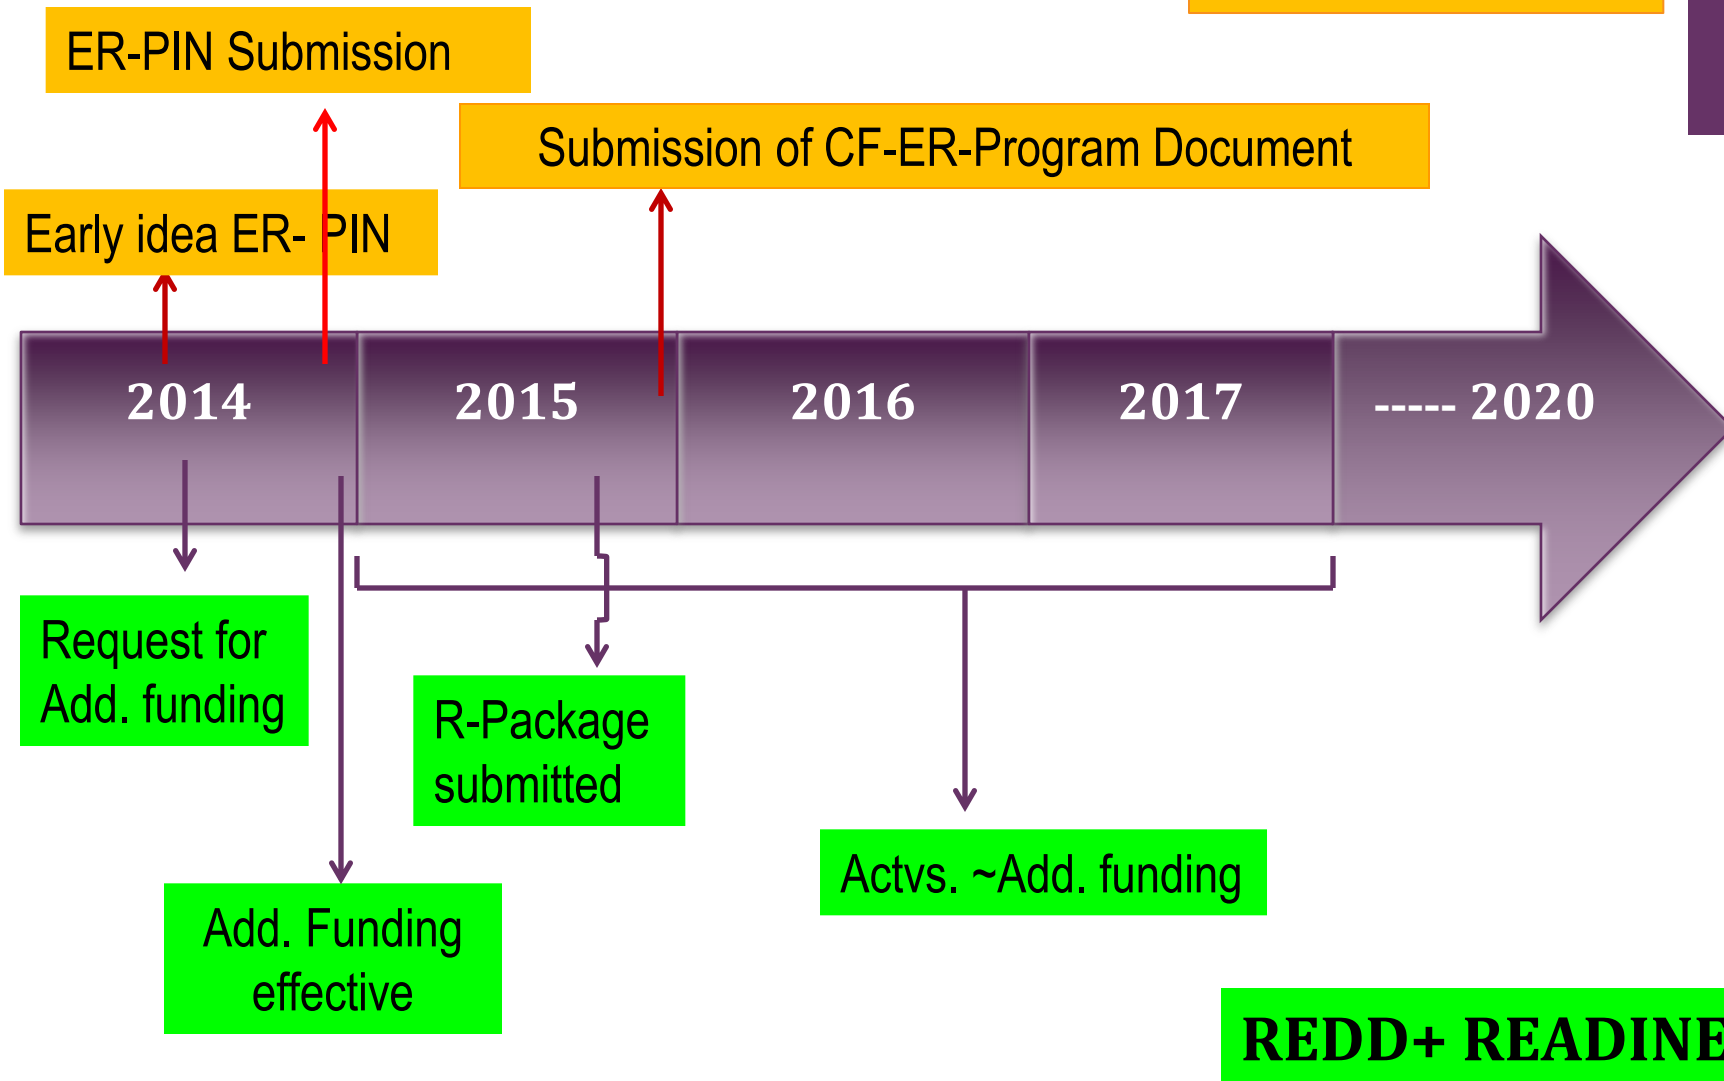 ER-PIN Submission
Submission of CF-ER-Program Document
Early idea ER- PIN
2014
2015
2016
2017
----- 2020
Request for
Add. funding
R-Package
submitted
Actvs. ~Add. funding
Add. Funding
effective
REDD+ READINE